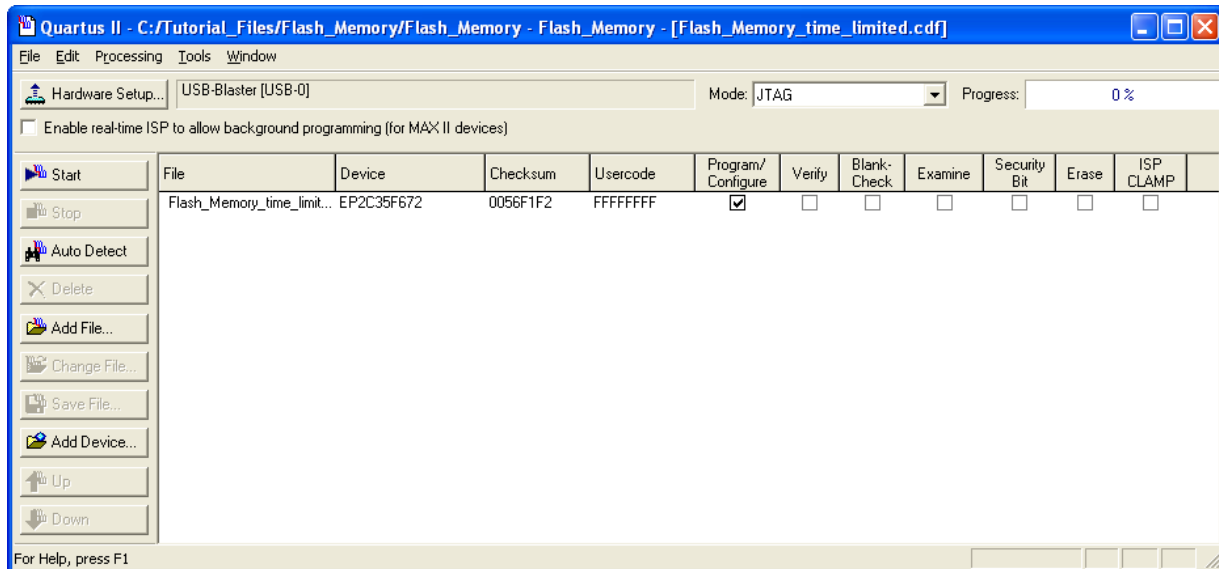 Quartus II - C:/Tutorial_Files/Flash_Memory/Flash_Memory - Flash_Memory - [Flash_Memory_time_limited.cdf]
File Edit Processing Tools Window
Hardware Setup... USB-Blaster [USB-0] Mode: JTAG Progress: 0 %
Enable real-time ISP to allow background programming (for MAX II devices)
Start
Stop
Auto Detect
Delete
Add File...
Change File...
Save File...
Add Device...
Up
Down
File Device Checksum Usercode Program/Configure Verify Blank-Check Examine Security Bit Erase ISP CLAMP
Flash_Memory_time_limit... EP2C35F672 0056F1F2 FFFFFFFF
For Help, press F1